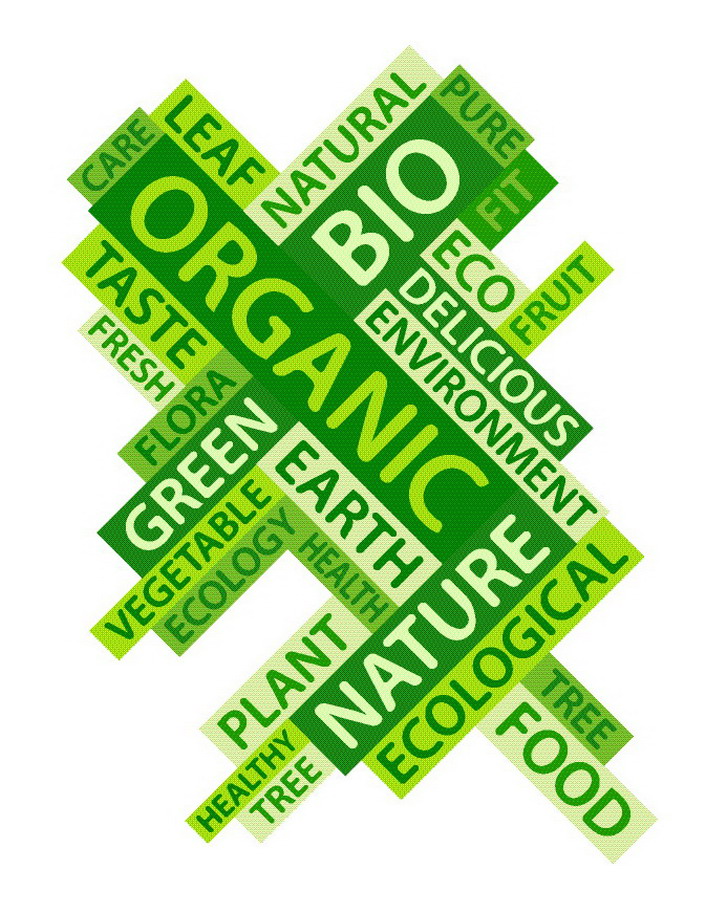 CARE
LEAF
NATURAL
PURE
BIO
FIT
ORGANIC
ECO
FRUIT
TASTE
DELICIOUS
ENVIRONMENT
FRESH
FLORA
GREEN
EARTH
VEGETABLE
ECOLOGY
HEALTH
NATURE
ECOLOGICAL
PLANT
TREE
HEALTHY
TREE
FOOD